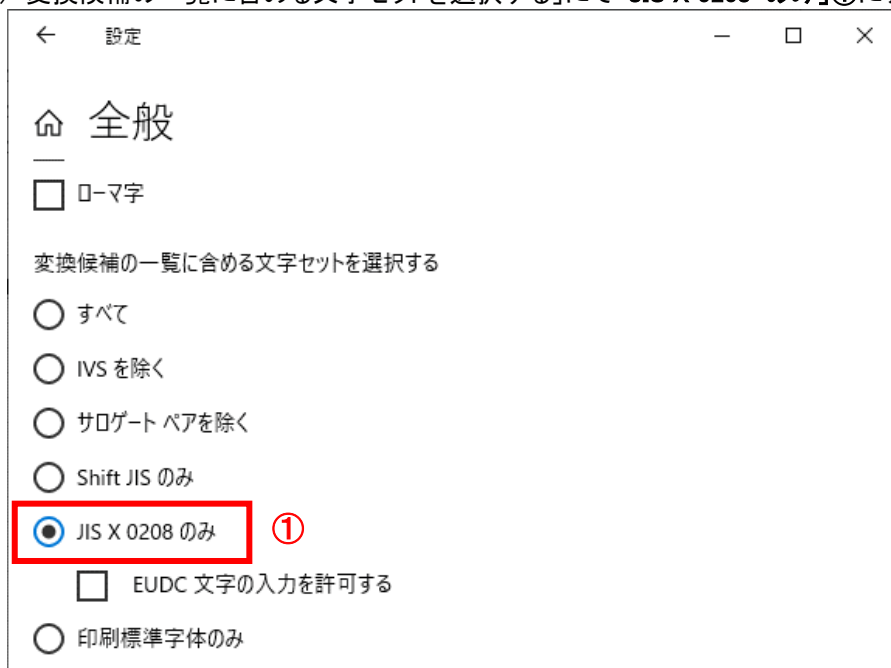 変換候補の一覧に含める文字セットを選択する」にて「JIS X 0208 のみ」①に
← 設定
全般
ローマ字
変換候補の一覧に含める文字セットを選択する
すべて
IVS を除く
サロゲート ペアを除く
Shift JIS のみ
JIS X 0208 のみ ①
EUDC 文字の入力を許可する
印刷標準字体のみ